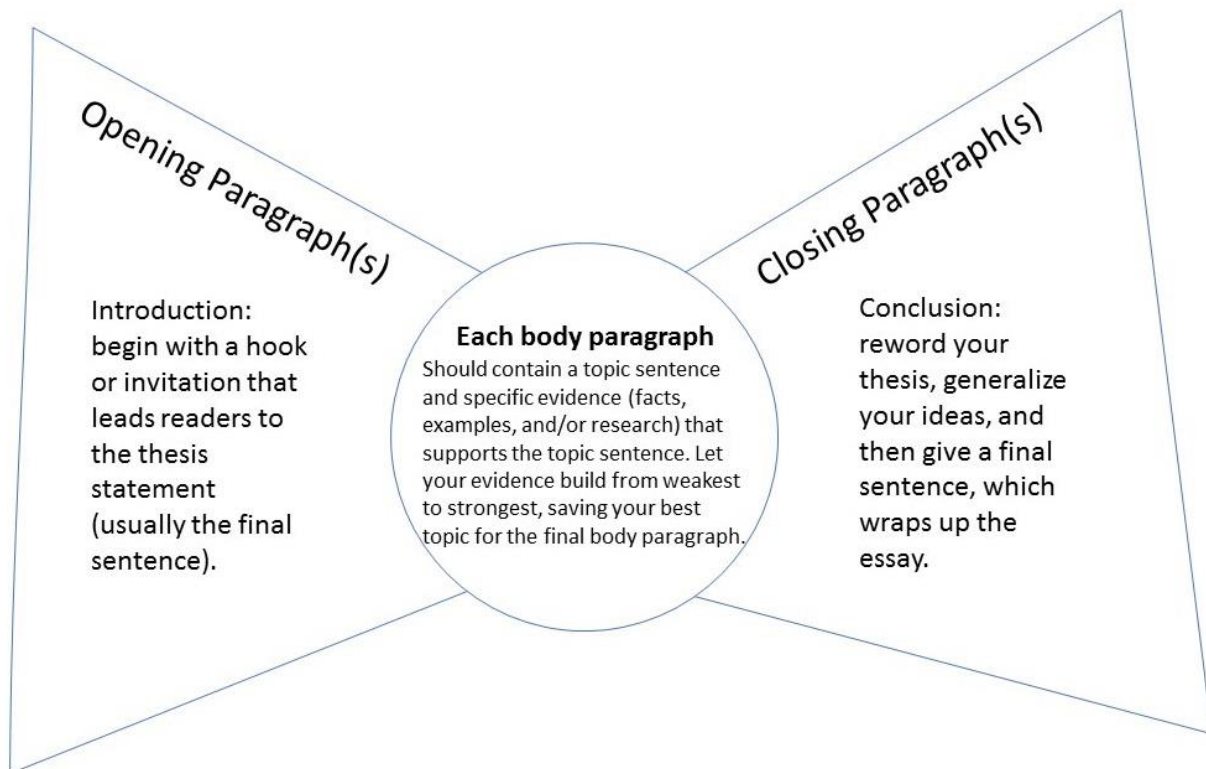 Opening Paragraph(s)
Introduction:
begin with a hook
or invitation that
leads readers to
the thesis
statement
(usually the final
sentence).
Each body paragraph
Should contain a topic sentence
and specific evidence (facts,
examples, and/or research) that
supports the topic sentence. Let
your evidence build from weakest
to strongest, saving your best
topic for the final body paragraph.
Closing Paragraph(s)
Conclusion:
reword your
thesis, generalize
your ideas, and
then give a final
sentence, which
wraps up the
essay.